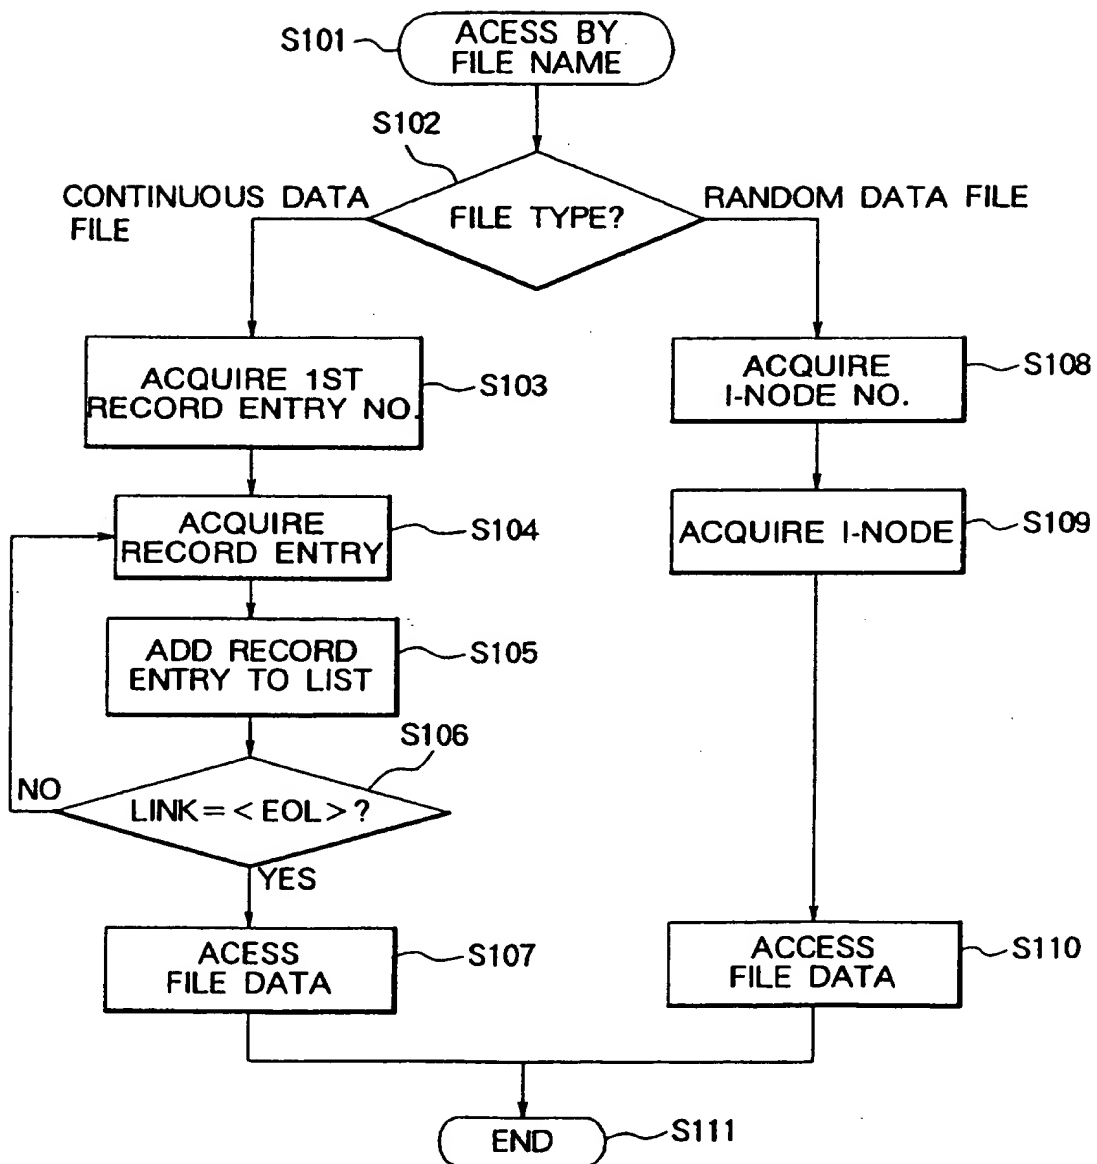 S101
ACESS BY
FILE NAME
S102
CONTINUOUS DATA
FILE
FILE TYPE?
RANDOM DATA FILE
ACQUIRE 1ST
RECORD ENTRY NO.
S103
ACQUIRE
I-NODE NO.
S108
ACQUIRE
RECORD ENTRY
S104
ACQUIRE I-NODE
S109
ADD RECORD
ENTRY TO LIST
S105
S106
NO
LINK=<EOL>?
YES
ACESS
FILE DATA
S107
ACCESS
FILE DATA
S110
END
S111